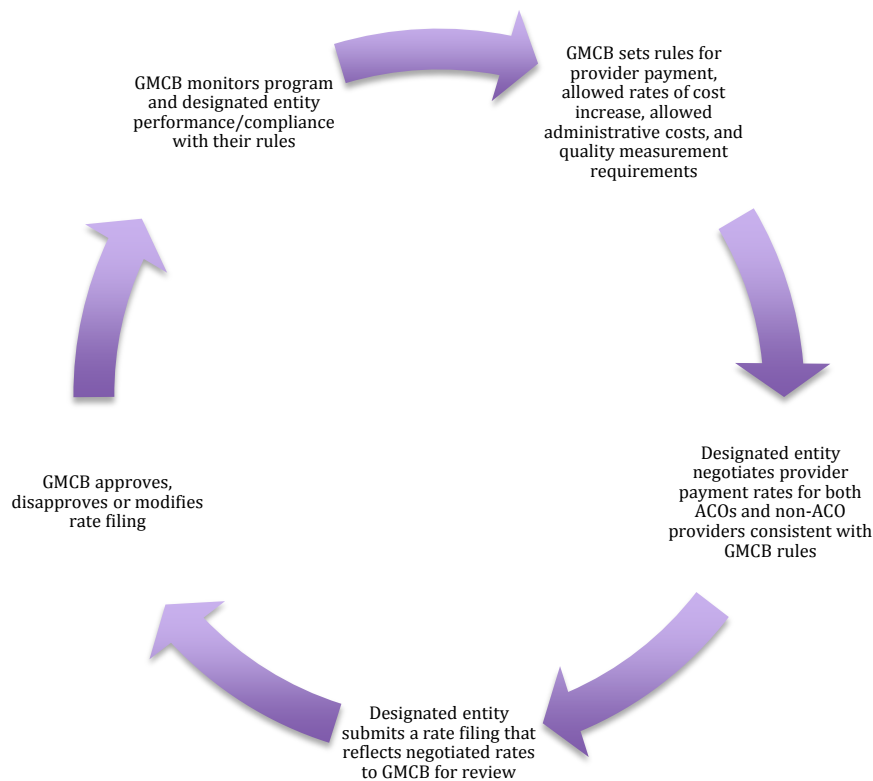 GMCB monitors program
and designated entity
performance/compliance
with their rules
GMCB sets rules for
provider payment,
allowed rates of cost
increase, allowed
administrative costs, and
quality measurement
requirements
Designated entity
negotiates provider
payment rates for both
ACOs and non-ACO
providers consistent with
GMCB rules
Designated entity
submits a rate filing that
reflects negotiated rates
to GMCB for review
GMCB approves,
disapproves or modifies
rate filing